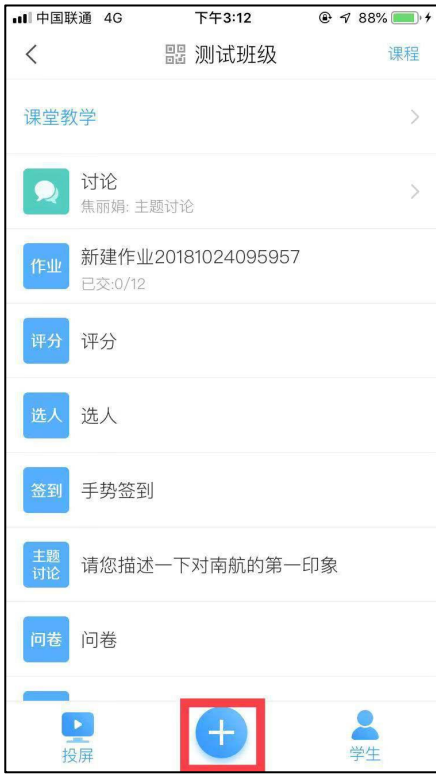 中国联通 4G 下午3:12 88%
测试班级 课程
课堂教学
讨论
焦丽娟: 主题讨论
作业 新建作业20181024095957
已交:0/12
评分 评分
选人 选人
签到 手势签到
主题
讨论 请您描述一下对南航的第一印象
问卷 问卷
投屏 学生